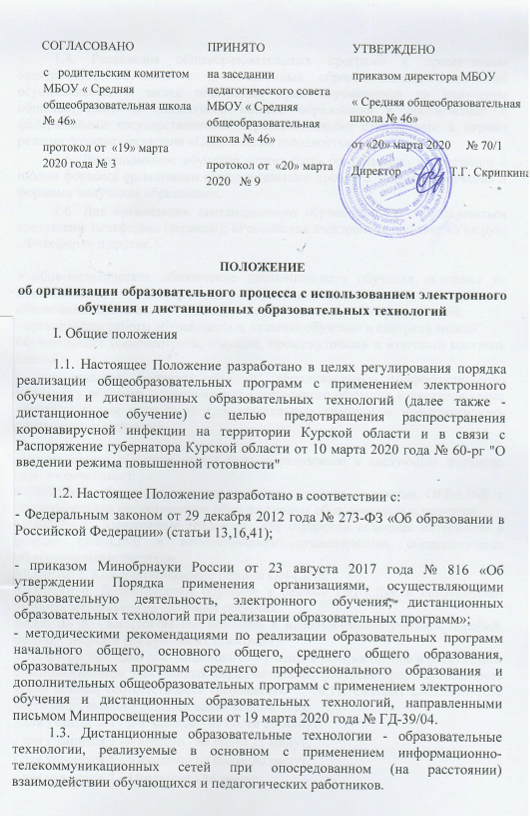 СОГЛАСОВАНО
с родительским комитетом
МБОУ « Средняя
общеобразовательная школа
№ 46»
протокол от «19» марта
2020 года № 3
ПРИНЯТО
на заседании
педагогического совета
МБОУ « Средняя
общеобразовательная
школа № 46»
протокол от «20» марта
2020 № 9
УТВЕРЖДЕНО
приказом директора МБОУ
« Средняя общеобразовательная
школа № 46»
от «20» марта 2020 № 70/1
Директор Т.Г. Скрипкина
ПОЛОЖЕНИЕ
об организации образовательного процесса с использованием электронного
обучения и дистанционных образовательных технологий
I. Общие положения
1.1. Настоящее Положение разработано в целях регулирования порядка
реализации общеобразовательных программ с применением электронного
обучения и дистанционных образовательных технологий (далее также -
дистанционное обучение) с целью предотвращения распространения
коронавирусной инфекции на территории Курской области и в связи с
Распоряжение губернатора Курской области от 10 марта 2020 года № 60-рг "О
введении режима повышенной готовности"
1.2. Настоящее Положение разработано в соответствии с:
- Федеральным законом от 29 декабря 2012 года № 273-ФЗ «Об образовании в
Российской Федерации» (статьи 13,16,41);
- приказом Минобрнауки России от 23 августа 2017 года № 816 «Об
утверждении Порядка применения организациями, осуществляющими
образовательную деятельность, электронного обучения, дистанционных
образовательных технологий при реализации образовательных программ»;
- методическими рекомендациями по реализации образовательных программ
начального общего, основного общего, среднего общего образования,
образовательных программ среднего профессионального образования и
дополнительных общеобразовательных программ с применением электронного
обучения и дистанционных образовательных технологий, направленными
письмом Минпросвещения России от 19 марта 2020 года № ГД-39/04.
1.3. Дистанционные образовательные технологии - образовательные
технологии, реализуемые в основном с применением информационно-
телекоммуникационных сетей при опосредованном (на расстоянии)
взаимодействии обучающихся и педагогических работников.